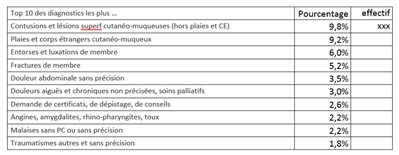 Top 10 des diagnostics les plus ... Pourcentage effectif
Contusions et lésions superf cutanéo-muqueuses (hors plaies et CE) 9,8% xxx
Plaies et corps étrangers cutanéo-muqueux 9,2%
Entorses et luxations de membre 6,0%
Fractures de membre 5,2%
Douleur abdominale sans précision 3,5%
Douleurs aiguës et chroniques non précisées, soins palliatifs 3,0%
Demande de certificats, de dépistage, de conseils 2,6%
Angines, amygdalites, rhino-pharyngites, toux 2,2%
Malaises sans PC ou sans précision 2,2%
Traumatismes autres et sans précision 1,8%